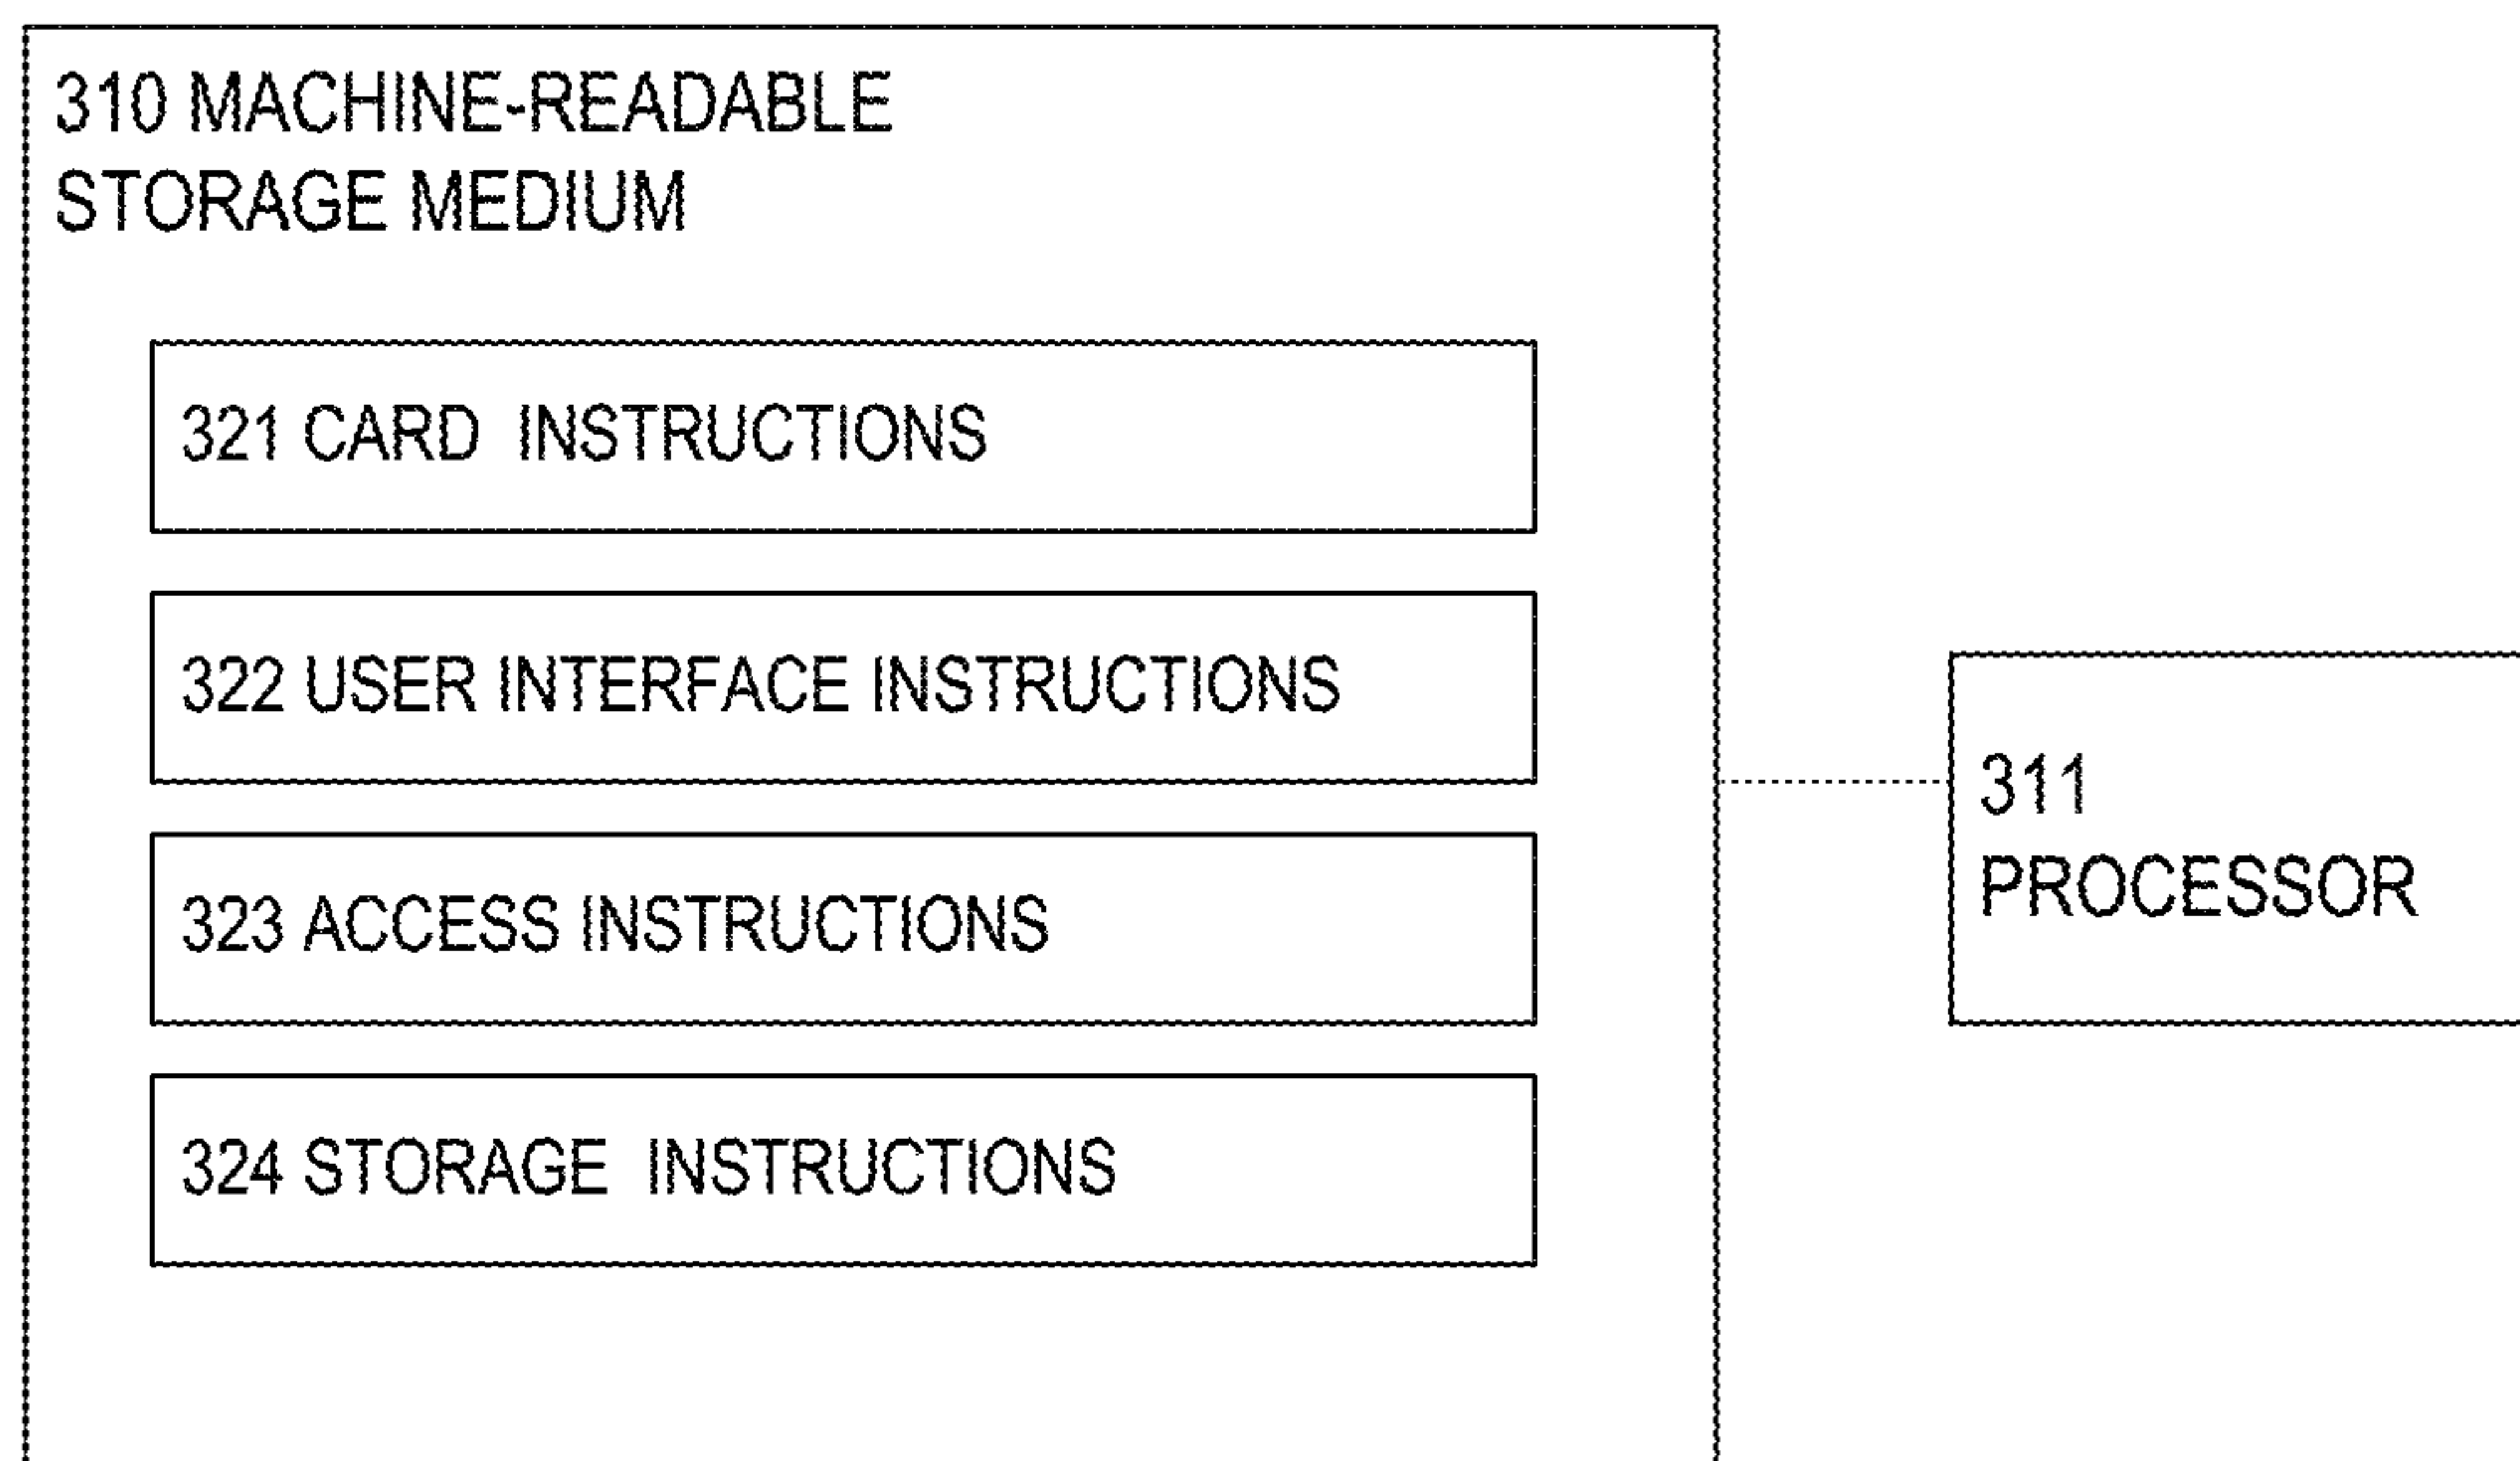 310 MACHINE-READABLE
STORAGE MEDIUM
321 CARD INSTRUCTIONS
322 USER INTERFACE INSTRUCTIONS
323 ACCESS INSTRUCTIONS
324 STORAGE INSTRUCTIONS
311
PROCESSOR